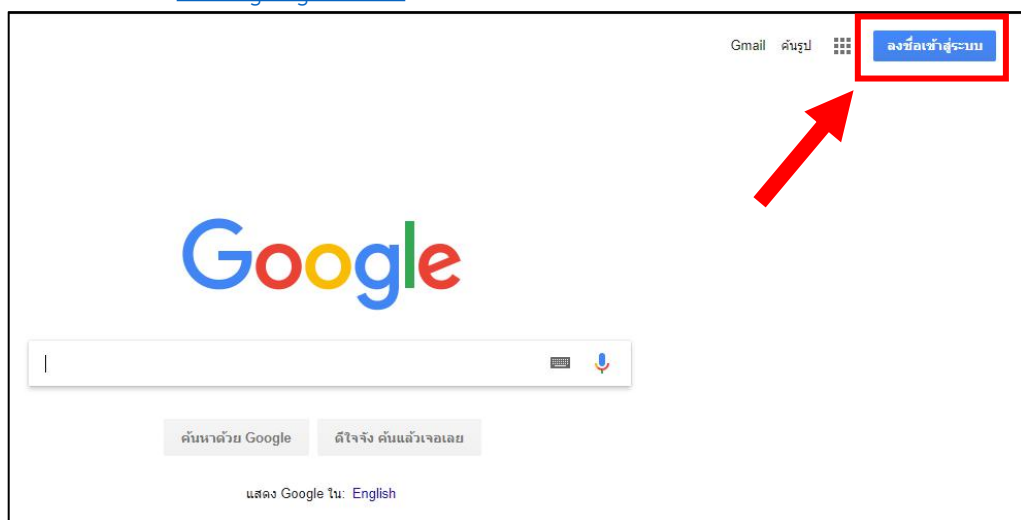 Gmail ค้นรูป ลงชื่อเข้าสู่ระบบ
Google
ค้นหาด้วย Google ดีใจจัง ค้นแล้วเจอเลย
แสดง Google ใน: English